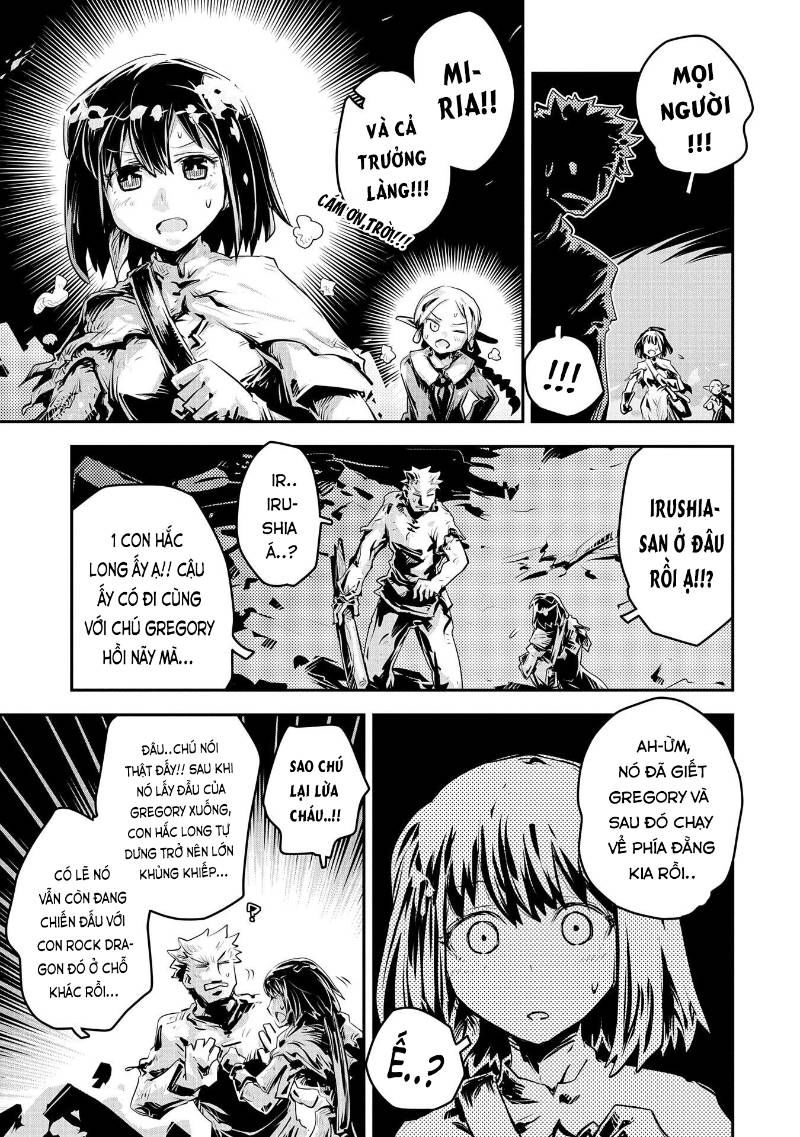 MỌI
NGƯỜI
!!!
!!!
MI-
RIA!!
VÀ CẢ
TRƯỞNG
LÀNG!!!
CẢM ƠN, TRỜI!!!
IRUSHIA-
SAN Ở ĐÂU
RỒI Ạ!!?
IR..
IRU-
SHIA
Á..?
1 CON HẮC
LONG ẤY Ạ!! CẬU
ẤY CÓ ĐI CÙNG
VỚI CHÚ GREGORY
HỒI NÃY MÀ...
AH-ỪM,
NÓ ĐÃ GIẾT
GREGORY VÀ
SAU ĐÓ CHẠY
VỀ PHÍA ĐẰNG
KIA RỒI..
Ế..?
SAO CHÚ
LẠI LỪA
CHÁU..!!
ĐÂU..CHÚ NÓI
THẬT ĐẤY!! SAU KHI
NÓ LẤY ĐẦU CỦA
GREGORY XUỐNG,
CON HẮC LONG TỰ
DƯNG TRỞ NÊN LỚN
KHỦNG KHIẾP...
CÓ LẼ NÓ
VẪN CÒN ĐANG
CHIẾN ĐẤU VỚI
CON ROCK DRA-
GON ĐÓ Ở CHỖ
KHÁC RỒI...
?